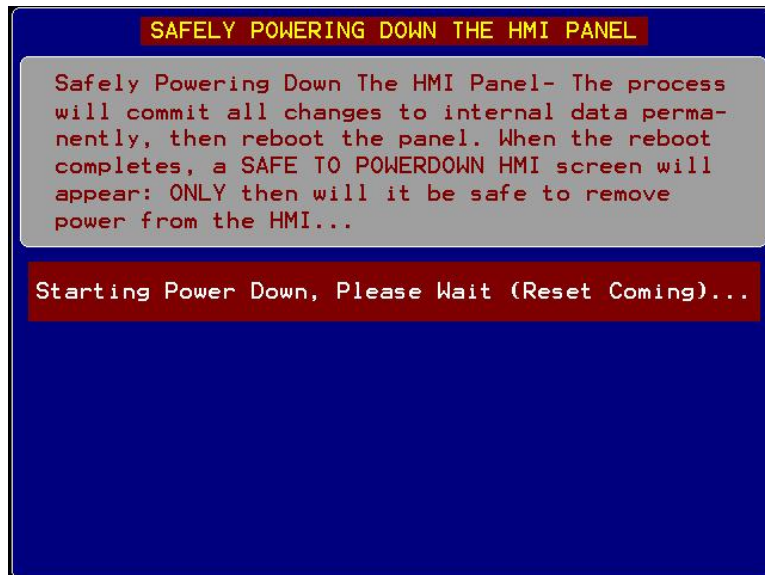 SAFELY POWERING DOWN THE HMI PANEL
Safely Powering Down The HMI Panel- The process
will commit all changes to internal data perma-
nently, then reboot the panel. When the reboot
completes, a SAFE TO POWERDOWN HMI screen will
appear: ONLY then will it be safe to remove
power from the HMI...
Starting Power Down, Please Wait (Reset Coming)...